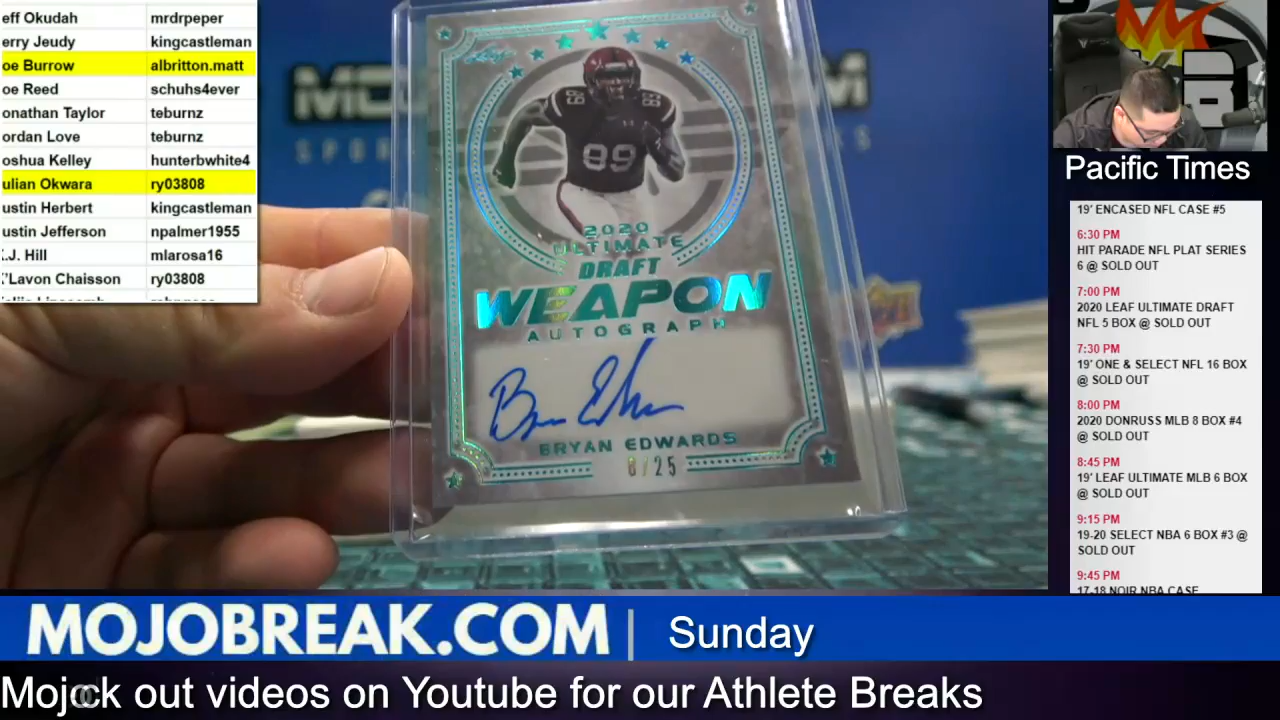 eff Okudah mrdrpeper
erry Jeudy kingcastleman
oe Burrow albritton.matt
oe Reed schuhs4ever
onathan Taylor teburnz
ordan Love teburnz
oshua Kelley hunterbwhite4
ulian Okwara ry03808
ustin Herbert kingcastleman
ustin Jefferson npalmer1955
.J. Hill mlarosa16
'Lavon Chaisson ry03808
Leaf
89
2020
ULTIMATE
DRAFT
WEAPON
AUTOGRAPH
BRYAN EDWARDS
8/25
Pacific Times
19' ENCASED NFL CASE #5
6:30 PM
HIT PARADE NFL PLAT SERIES
6 @ SOLD OUT
7:00 PM
2020 LEAF ULTIMATE DRAFT
NFL 5 BOX @ SOLD OUT
7:30 PM
19' ONE & SELECT NFL 16 BOX
@ SOLD OUT
8:00 PM
2020 DONRUSS MLB 8 BOX #4
@ SOLD OUT
8:45 PM
19' LEAF ULTIMATE MLB 6 BOX
@ SOLD OUT
9:15 PM
19-20 SELECT NBA 6 BOX #3 @
SOLD OUT
9:45 PM
17-18 NOIR NBA CASE
MOJOBREAK.COM | Sunday
ck out videos on Youtube for our Athlete Breaks